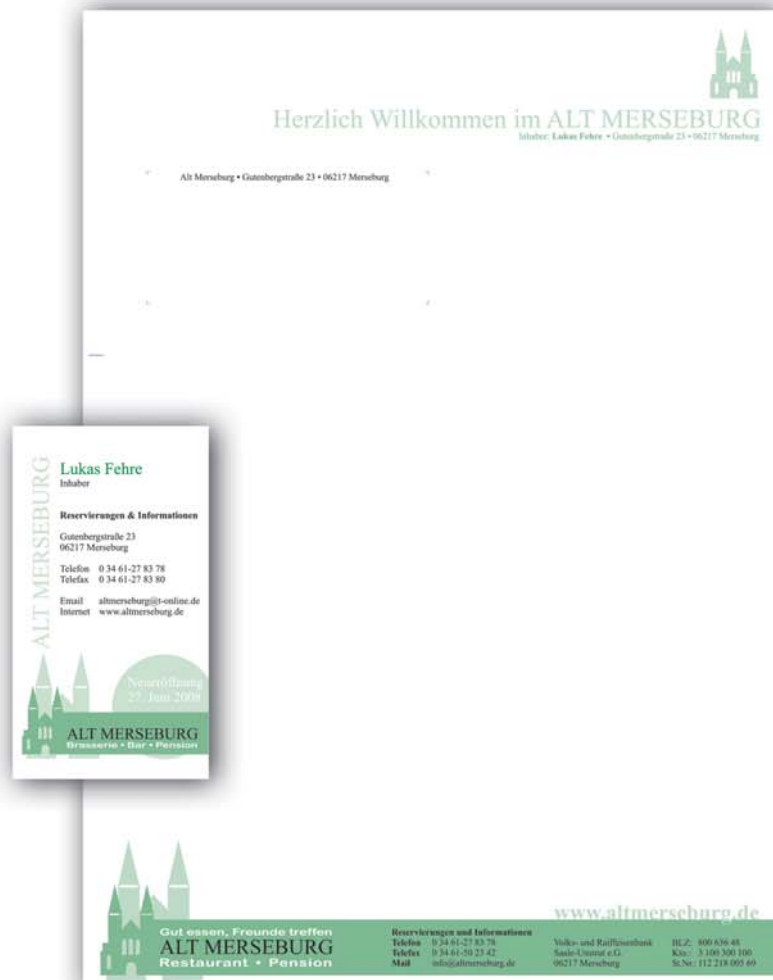 Herzlich Willkommen im ALT MERSEBURG
Inhaber: Lukas Fehre • Gutenbergstraße 23 • 06217 Merseburg
Alt Merseburg • Gutenbergstraße 23 • 06217 Merseburg
ALT MERSEBURG
Lukas Fehre
Inhaber
Reservierungen & Informationen
Gutenbergstraße 23
06217 Merseburg
Telefon 0 34 61-27 83 78
Telefax 0 34 61-27 83 80
Email altmerseburg@t-online.de
Internet www.altmerseburg.de
Neueröffnung
27. Juni 2008
ALT MERSEBURG
Brasserie • Bar • Pension
www.altmerseburg.de
Gut essen, Freunde treffen
ALT MERSEBURG
Restaurant • Pension
Reservierungen und Informationen
Telefon 0 34 61-27 83 78
Telefax 0 34 61-50 23 42
Mail info@altmerseburg.de
Volks- und Raiffeisenbank
Saale-Unstrut e.G.
06217 Merseburg
BLZ: 800 636 48
Kto.: 3 100 300 100
St.Nr.: 112 218 005 69